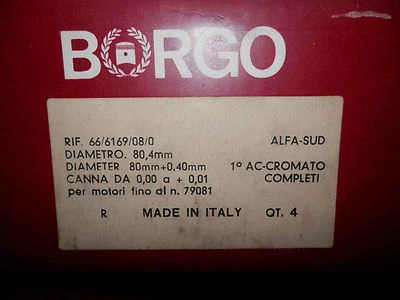 BORGO
RIF. 66/6169/08/0 ALFA-SUD
DIAMETRO. 80,4mm
DIAMETER 80mm+0,40mm 1º AC-CROMATO
CANNA DA 0,00 a + 0,01 COMPLETI
per motori fino al n. 79081
R MADE IN ITALY QT. 4